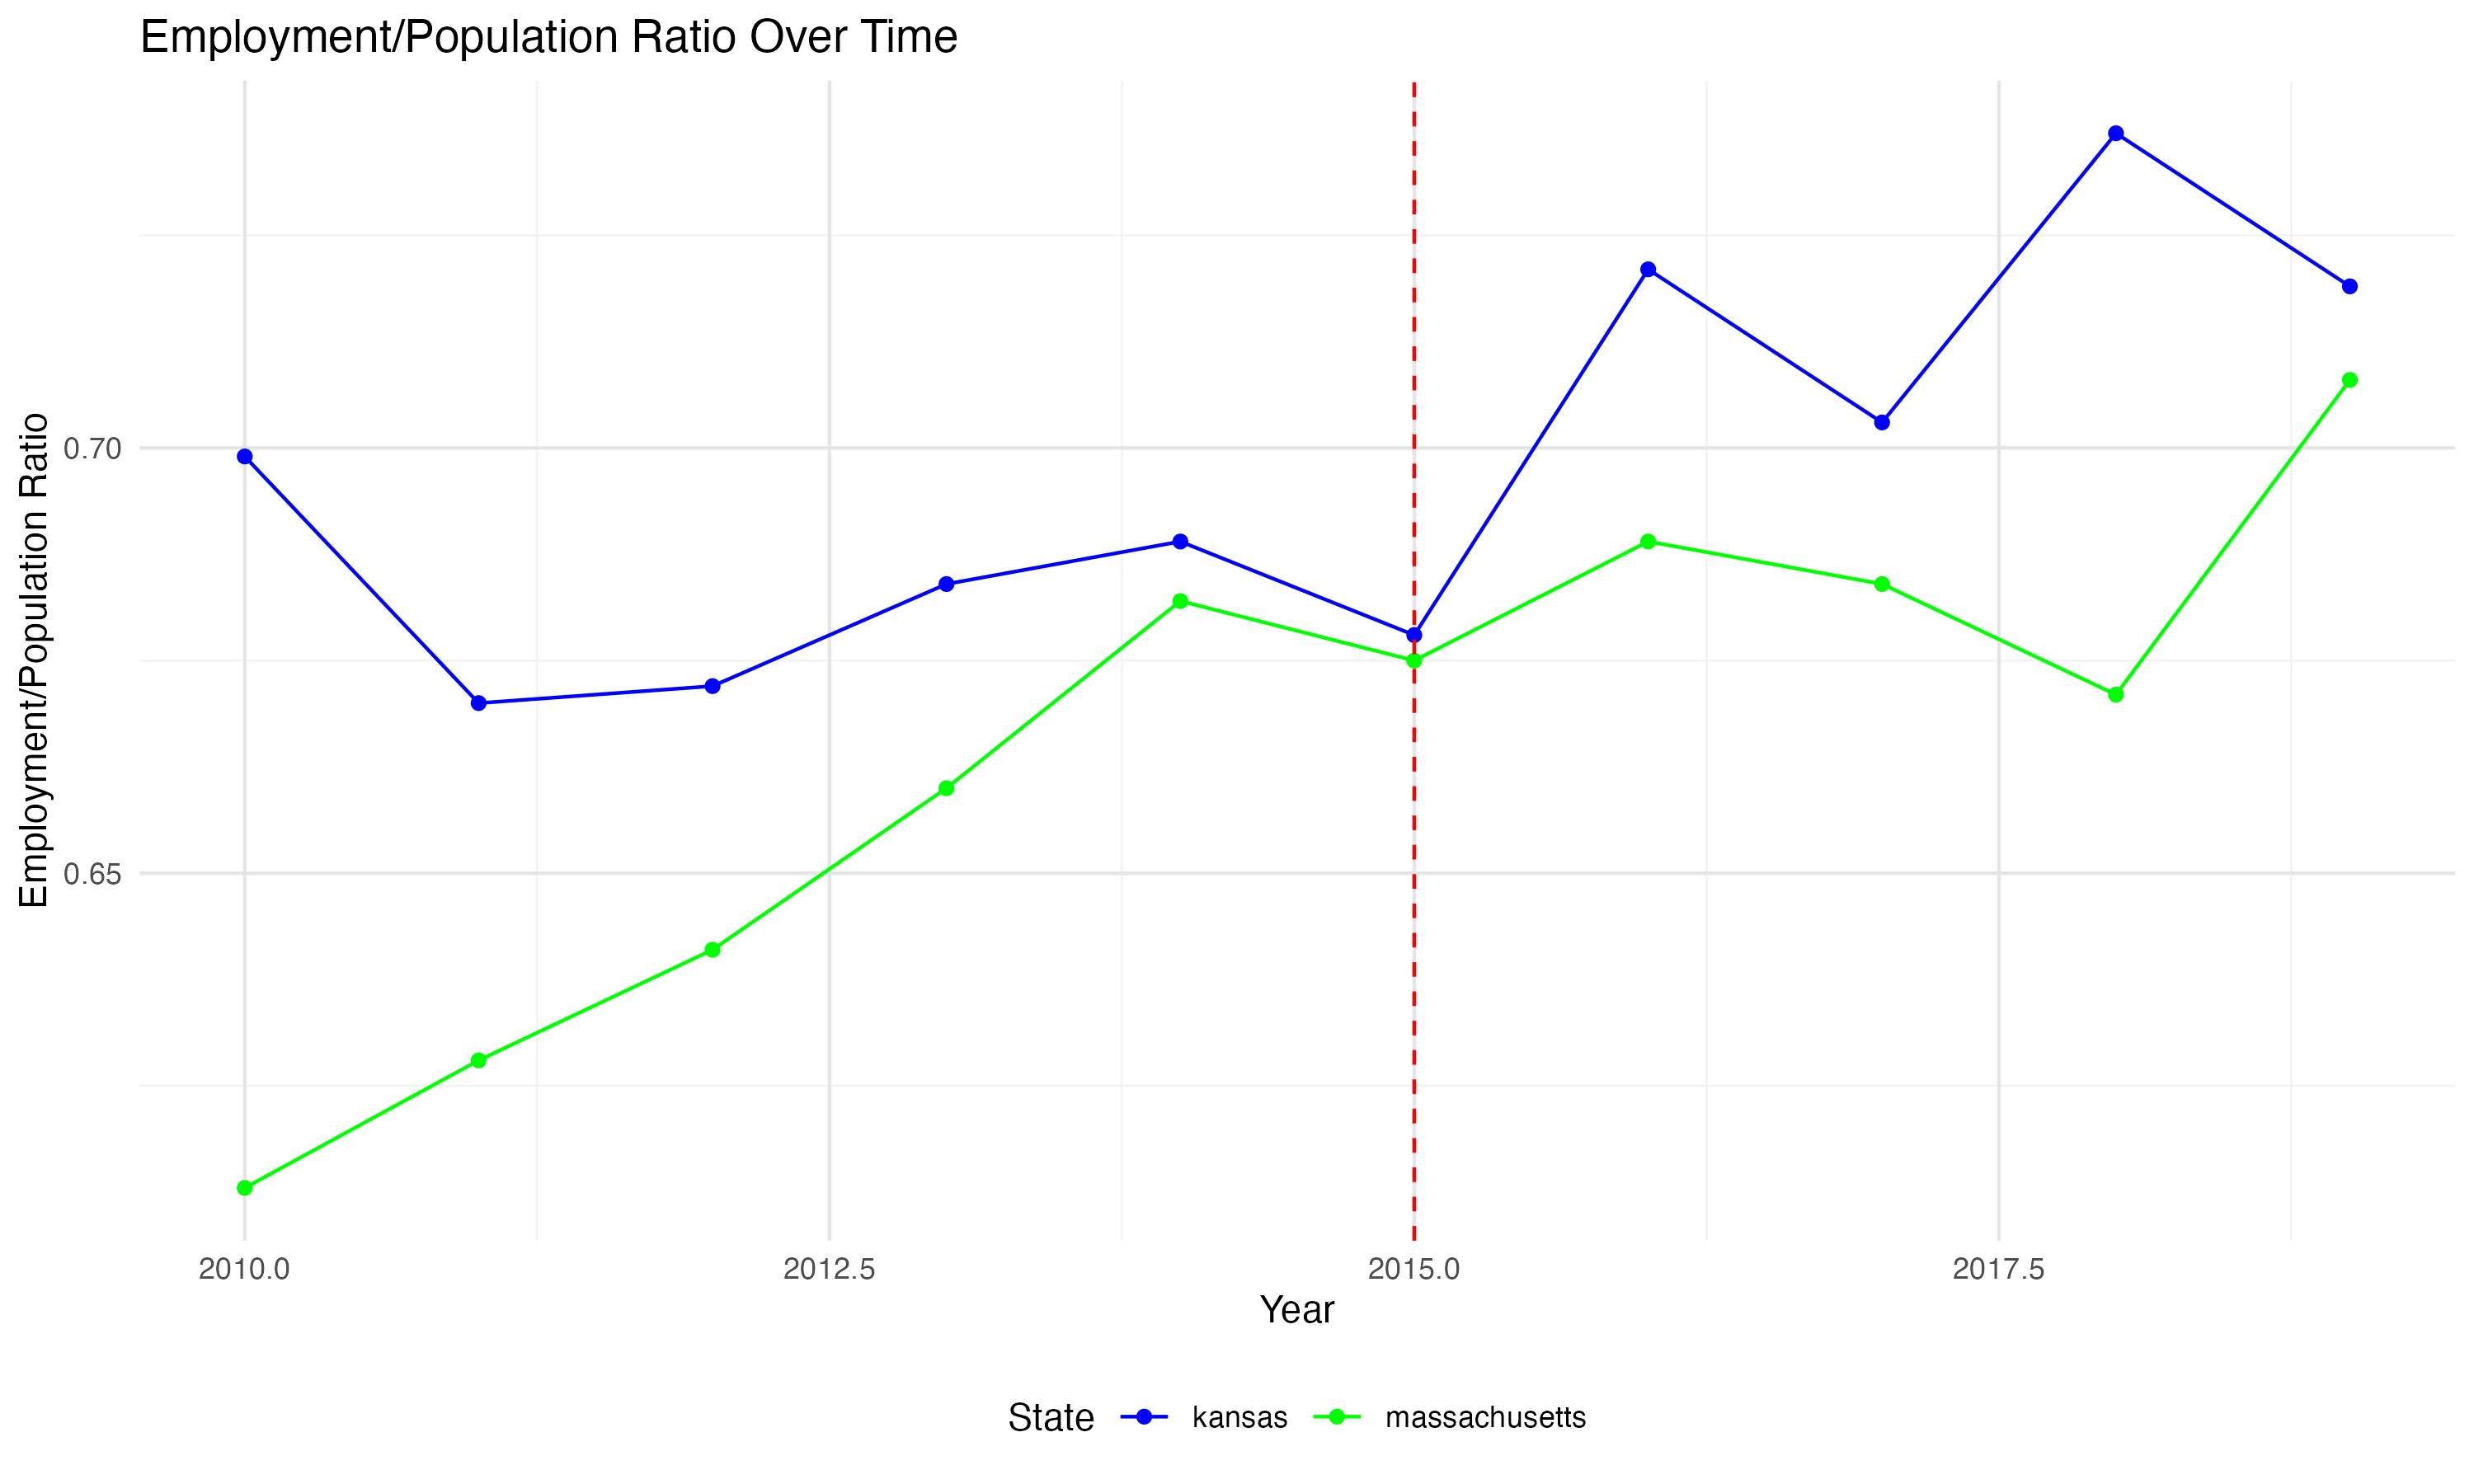 Employment/Population Ratio Over Time
Employment/Population Ratio
0.70
0.65
2010.0 2012.5 2015.0 2017.5
Year
State kansas massachusetts